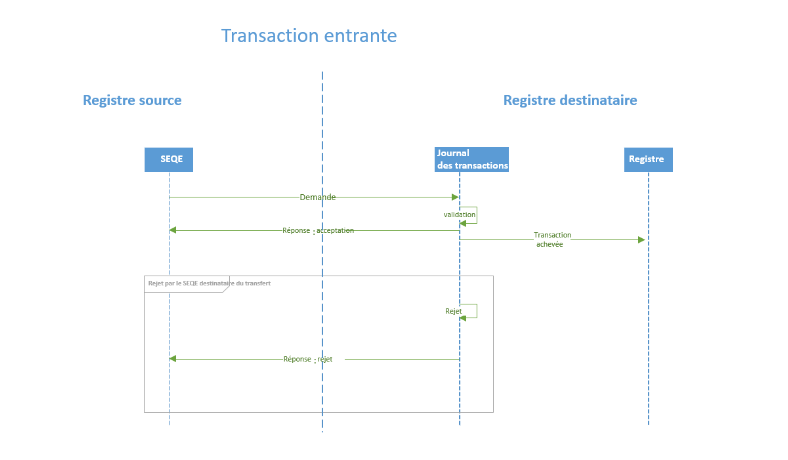 Transaction entrante
Registre source
Registre destinataire
SEQE
Journal
des transactions
Registre
Demande
validation
Réponse : acceptation
Transaction
achevée
Rejet par le SEQE destinataire du transfert
Rejet
Réponse : rejet